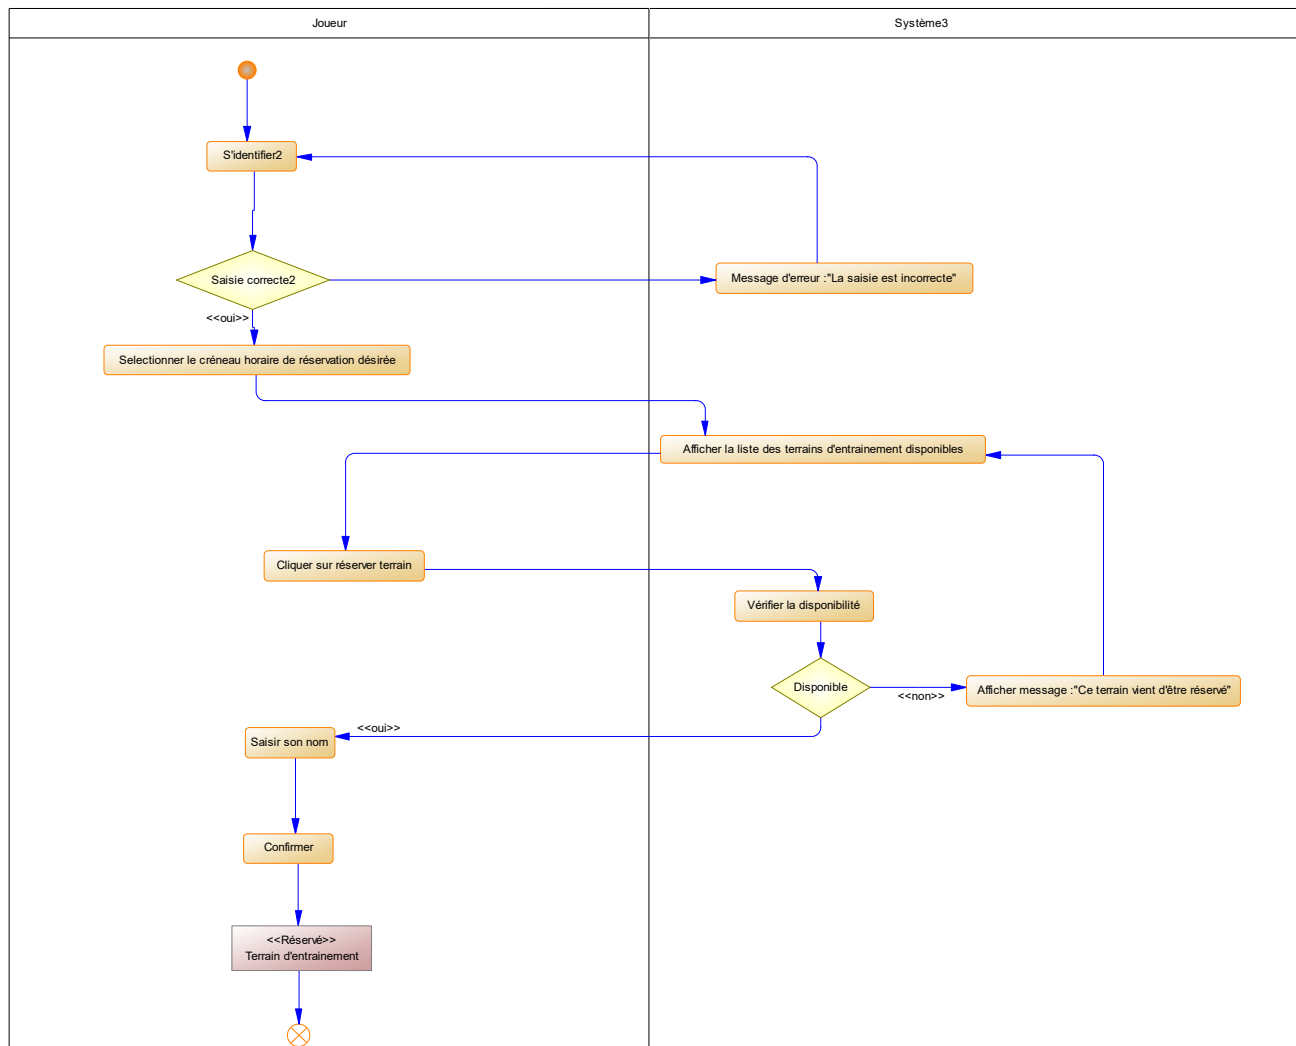 Joueur
Système3
S'identifier2
Saisie correcte2
Message d'erreur :"La saisie est incorrecte"
<<oui>>
Selectionner le créneau horaire de réservation désirée
Afficher la liste des terrains d'entrainement disponibles
Cliquer sur réserver terrain
Vérifier la disponibilité
Disponible
<<non>>
Afficher message :"Ce terrain vient d'être réservé"
<<oui>>
Saisir son nom
Confirmer
<<Réservé>>
Terrain d'entrainement